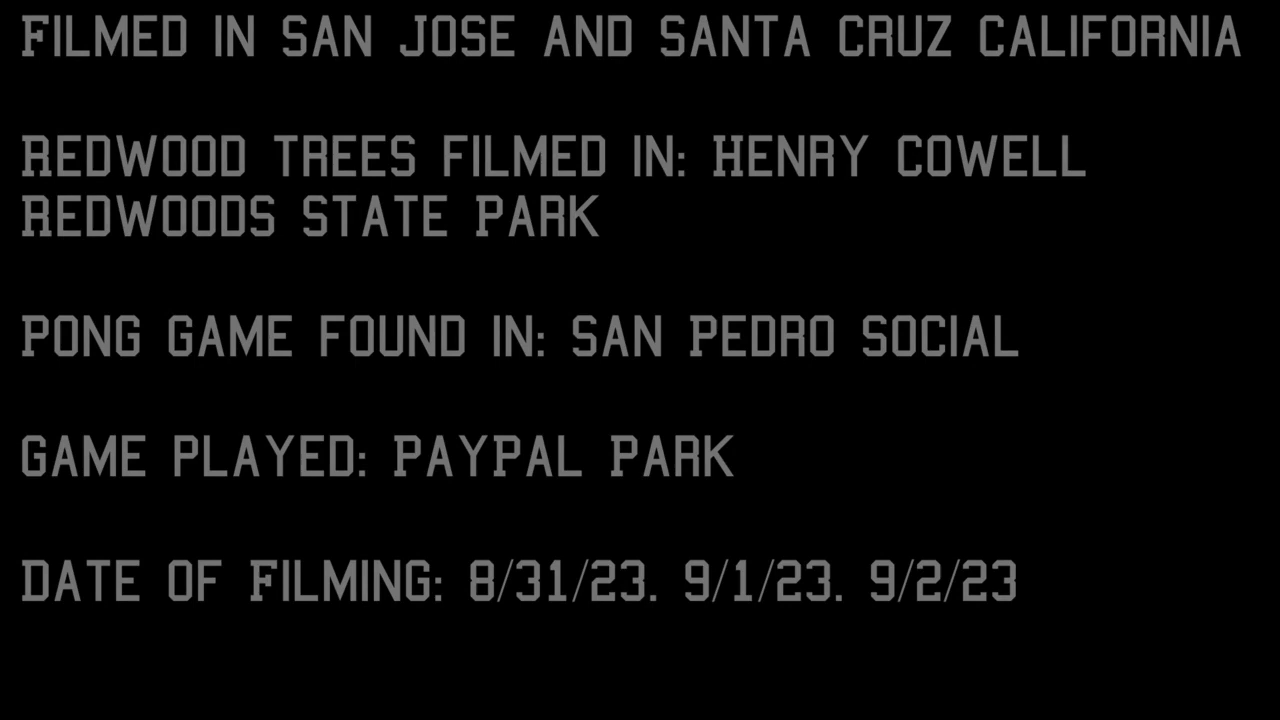 FILMED IN SAN JOSE AND SANTA CRUZ CALIFORNIA
REDWOOD TREES FILMED IN: HENRY COWELL
REDWOODS STATE PARK
PONG GAME FOUND IN: SAN PEDRO SOCIAL
GAME PLAYED: PAYPAL PARK
DATE OF FILMING: 8/31/23. 9/1/23. 9/2/23